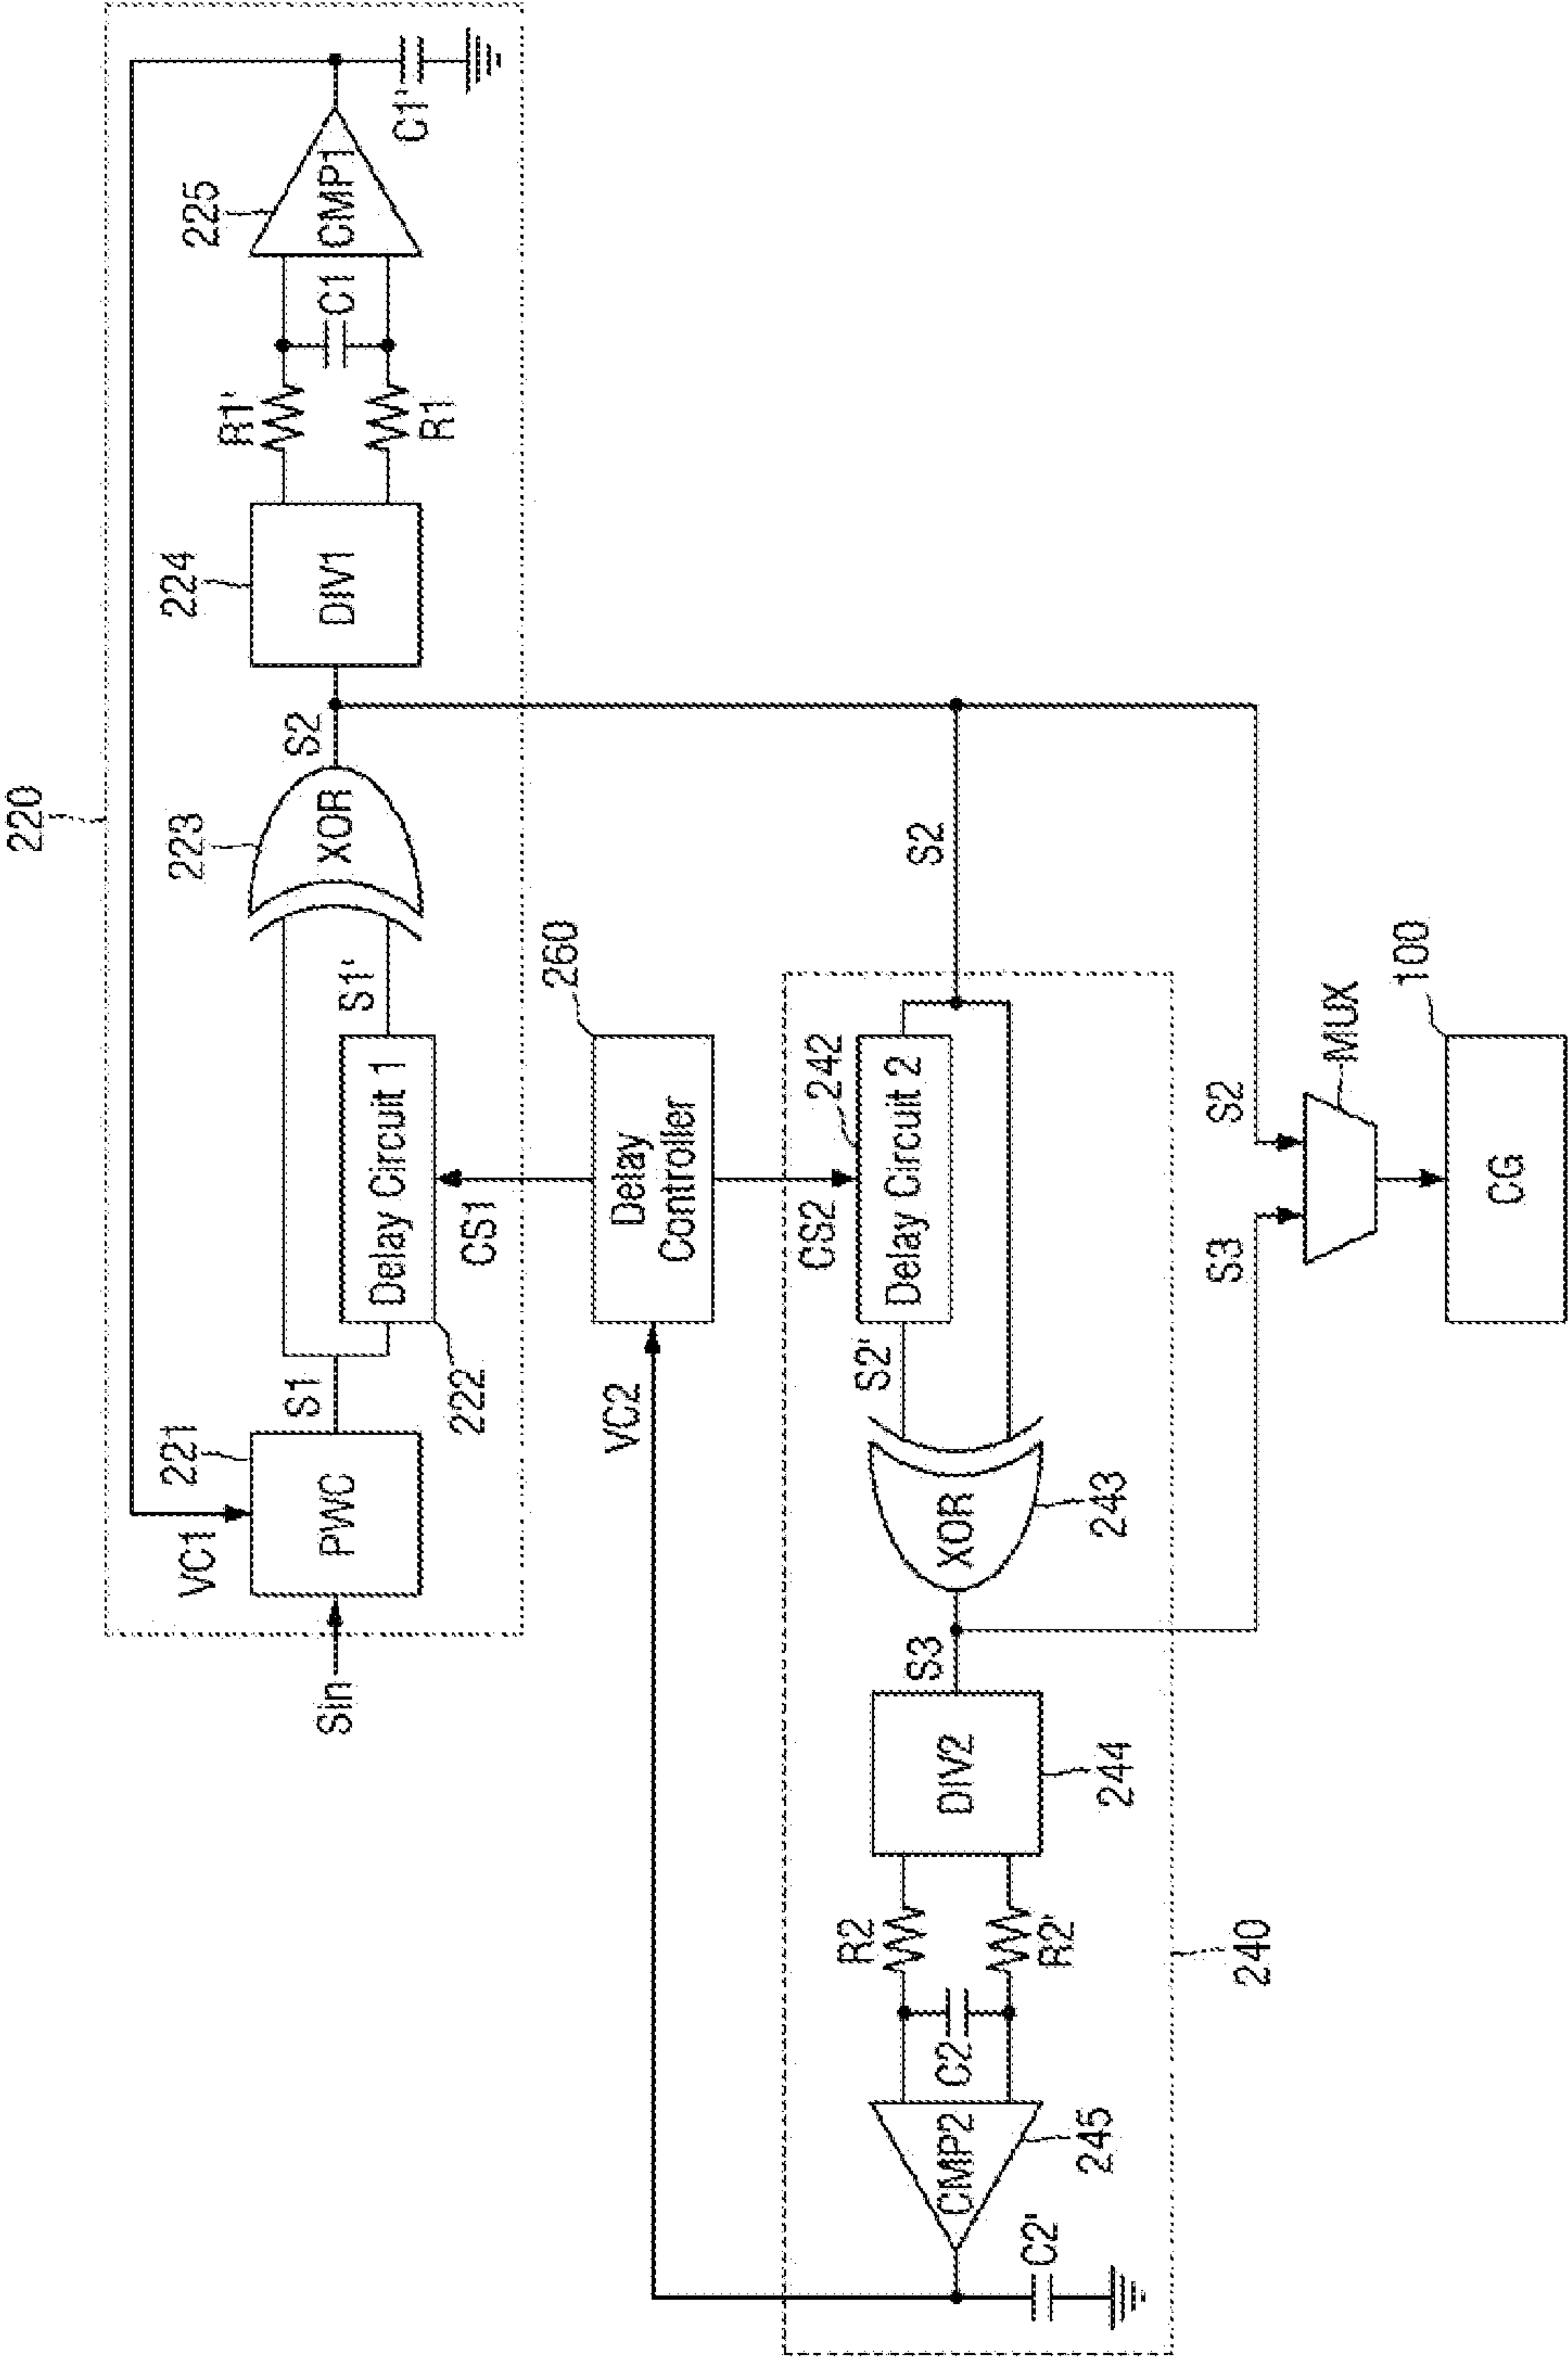 220
VC1
221
Sin
PWC
S1
222
Delay Circuit 1
S1'
CS1
223
XOR
S2
224
DIV1
R1'
R1
C1
225
CMP1
C1'
260
Delay
Controller
VC2
CS2
242
Delay Circuit 2
S2
S2'
XOR
243
S3
DIV2
244
R2
R2'
C2
CMP2
245
C2'
240
S3
S2
MUX
100
CG